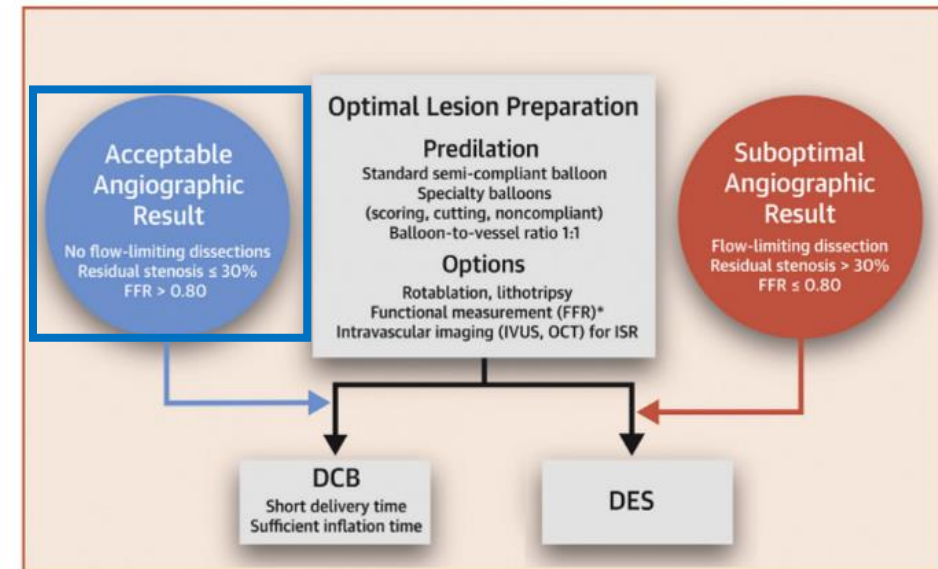 Acceptable
Angiographic
Result
No flow-limiting dissections
Residual stenosis ≤ 30%
FFR > 0.80
Optimal Lesion Preparation
Predilation
Standard semi-compliant balloon
Specialty balloons
(scoring, cutting, noncompliant)
Balloon-to-vessel ratio 1:1
Options
Rotablation, lithotripsy
Functional measurement (FFR)*
Intravascular imaging (IVUS, OCT) for ISR
Suboptimal
Angiographic
Result
Flow-limiting dissection
Residual stenosis > 30%
FFR ≤ 0.80
DCB
Short delivery time
Sufficient inflation time
DES